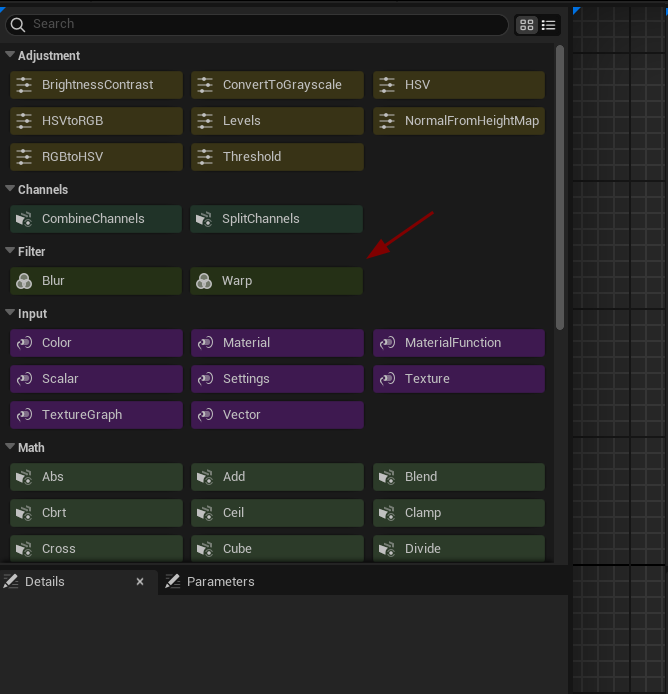 Search
Adjustment
BrightnessContrast ConvertToGrayscale HSV
HSVtoRGB Levels NormalFromHeightMap
RGBtoHSV Threshold
Channels
CombineChannels SplitChannels
Filter
Blur Warp
Input
Color Material MaterialFunction
Scalar Settings Texture
TextureGraph Vector
Math
Abs Add Blend
Cbrt Ceil Clamp
Cross Cube Divide
Details Parameters